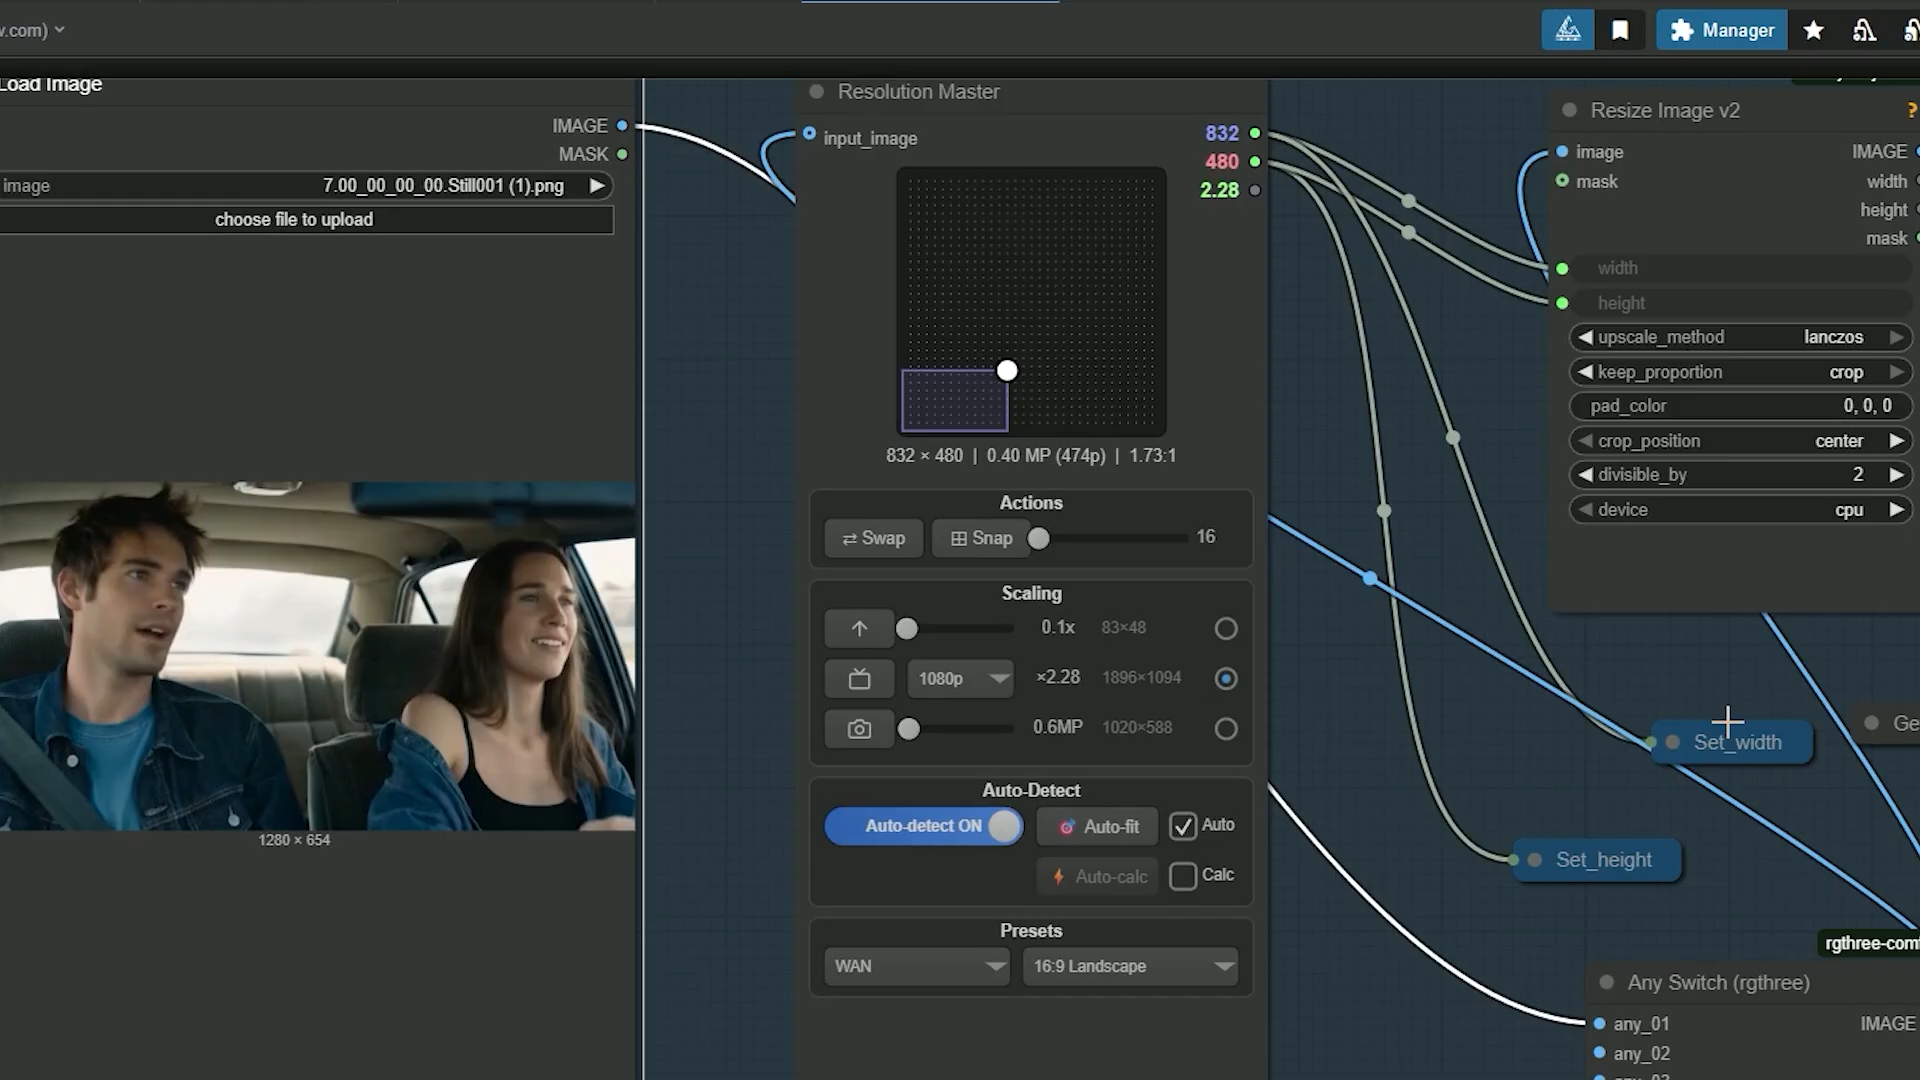 v.com)
Manager
Load Image
IMAGE
MASK
image 7.00_00_00_00.Still001 (1).png
choose file to upload
1280 × 654
Resolution Master
input_image
832
480
2.28
832 × 480 | 0.40 MP (474p) | 1.73:1
Actions
Swap Snap 16
Scaling
0.1x 83×48
1080p ×2.28 1896×1094
0.6MP 1020×588
Auto-Detect
Auto-detect ON Auto-fit Auto
Auto-calc Calc
Presets
WAN 16:9 Landscape
Resize Image v2 ?
image IMAGE
mask width
height
mask
width
height
upscale_method lanczos
keep_proportion crop
pad_color 0, 0, 0
crop_position center
divisible_by 2
device cpu
Set_width
Ge
Set_height
rgthree-com
Any Switch (rgthree)
any_01 IMAGE
any_02